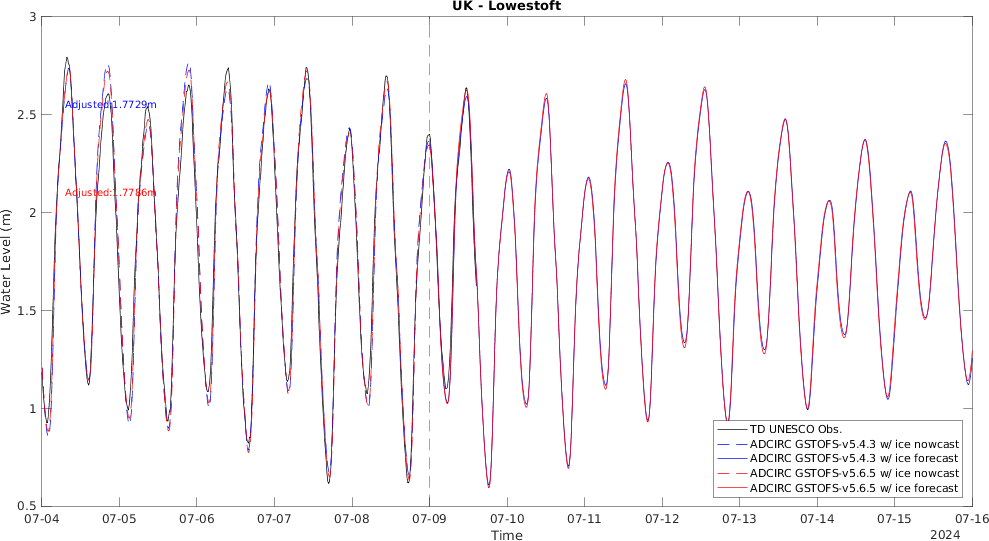 UK - Lowestoft
3
2.5
2
1.5
1
0.5
Water Level (m)
Adjusted:1.7729m
Adjusted:1.7786m
TD UNESCO Obs.
ADCIRC GSTOFS-v5.4.3 w/ ice nowcast
ADCIRC GSTOFS-v5.4.3 w/ ice forecast
ADCIRC GSTOFS-v5.6.5 w/ ice nowcast
ADCIRC GSTOFS-v5.6.5 w/ ice forecast
07-04 07-05 07-06 07-07 07-08 07-09 07-10 07-11 07-12 07-13 07-14 07-15 07-16
Time
2024